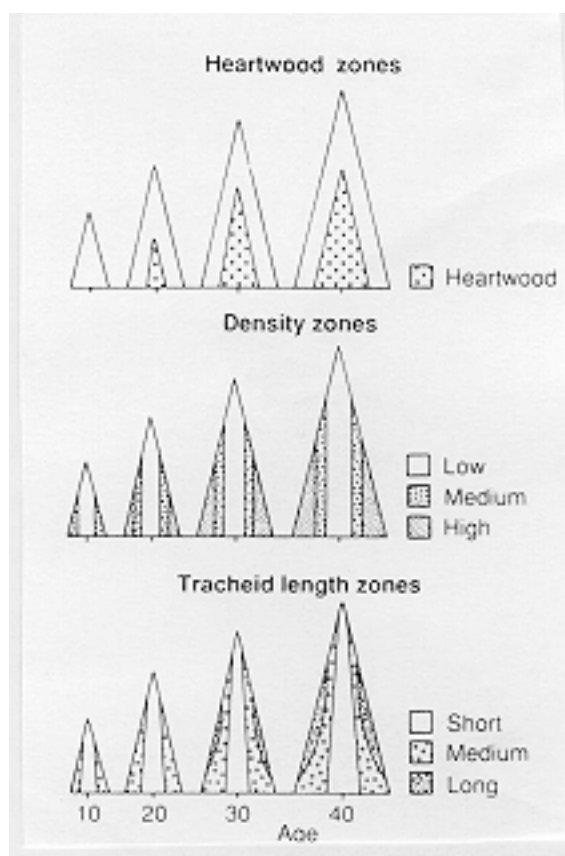 Heartwood zones
Heartwood
Density zones
Low
Medium
High
Tracheid length zones
Short
Medium
Long
10 20 30 40
Age